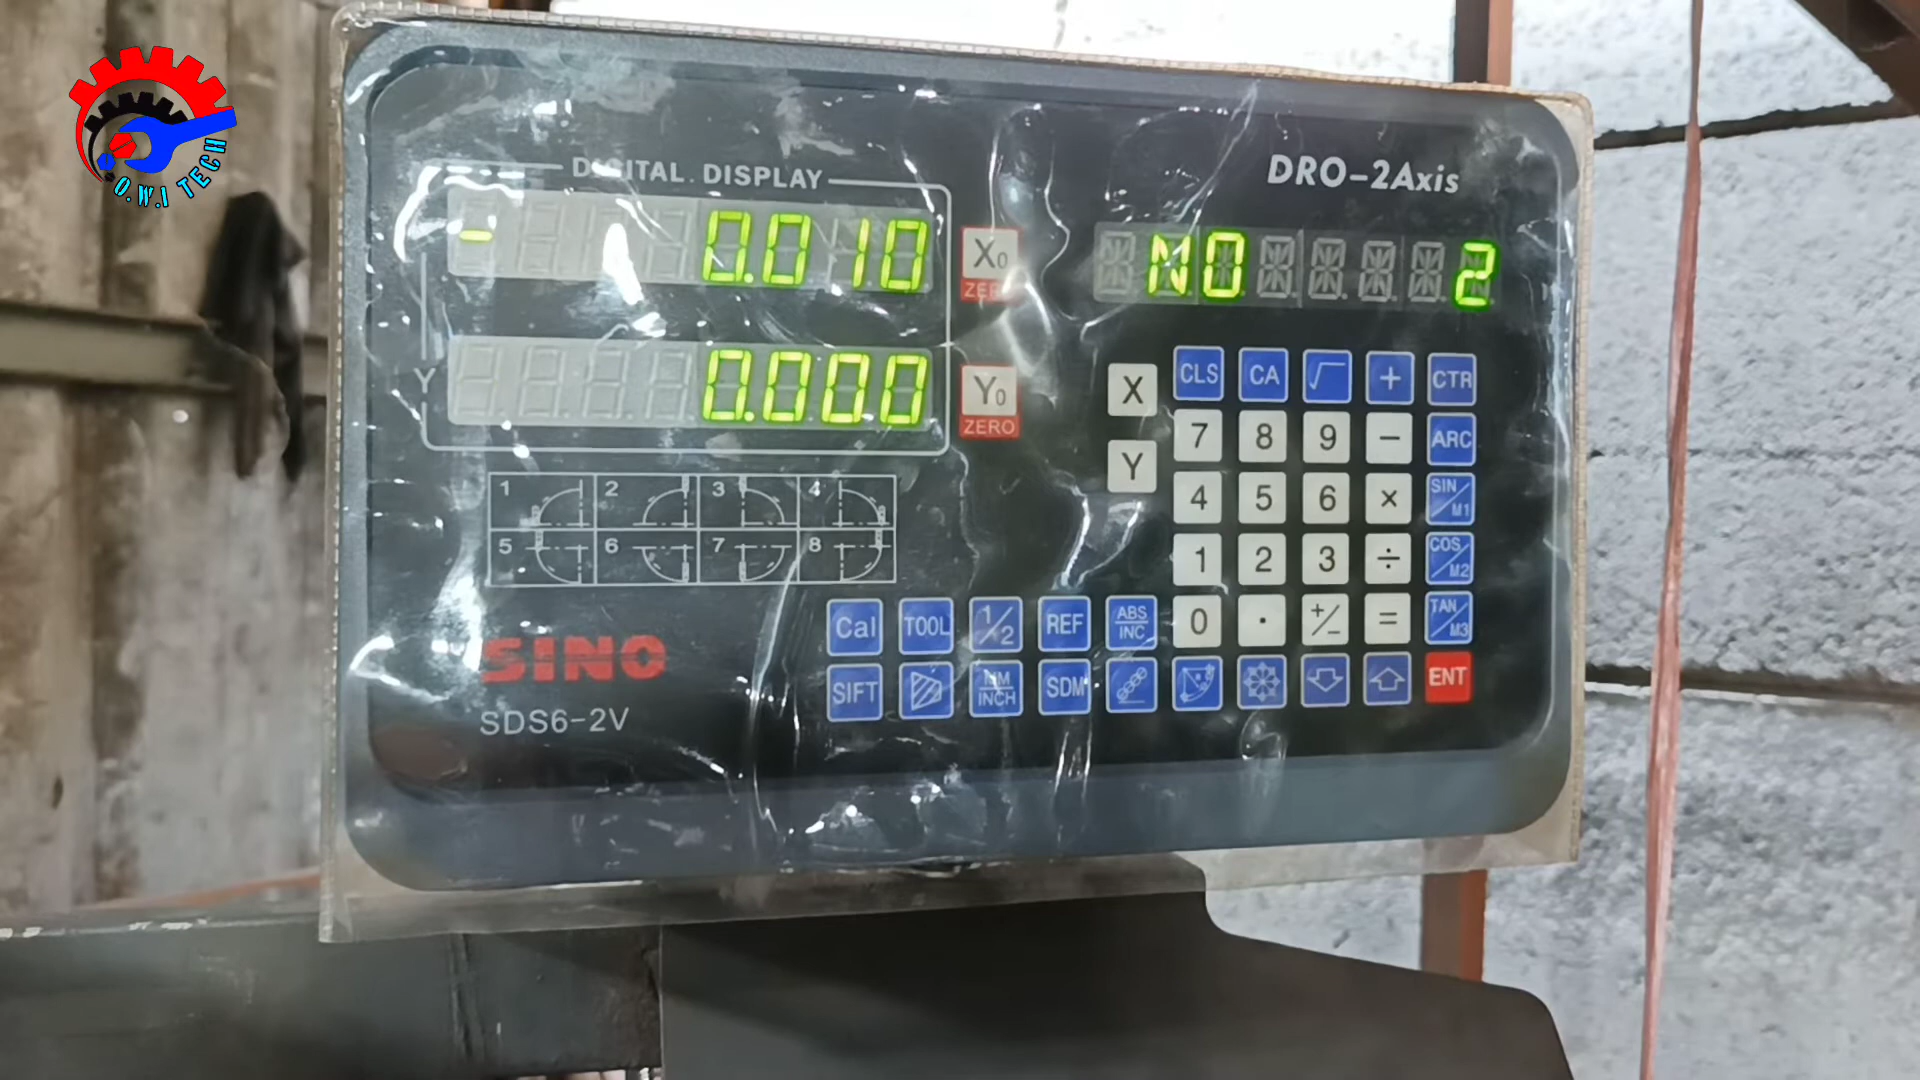 O.W.I TECH
DIGITAL DISPLAY
DRO-2Axis
- 0.010
X0
ZERO
NO 2
Y
0.000
Y0
ZERO
X
CLS CA √ + CTR
Y
7 8 9 − ARC
4 5 6 × SIN/M1
1 2 3 ÷ COS/M2
1 2 3 4
5 6 7 8
Cal TOOL 1/2 REF ABS/INC 0 · +/− = TAN/M3
SINO
SIFT MM/INCH SDM ENT
SDS6-2V